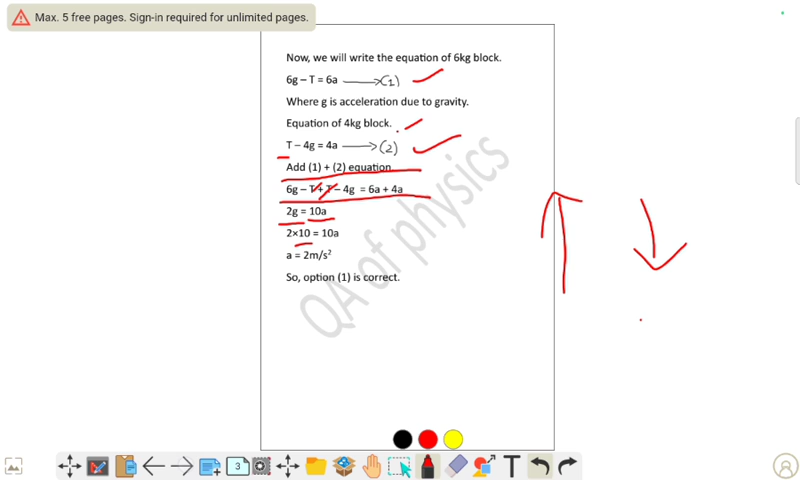 Max. 5 free pages. Sign-in required for unlimited pages.
Now, we will write the equation of 6kg block.
6g – T = 6a ⟶ (1)
Where g is acceleration due to gravity.
Equation of 4kg block.
T – 4g = 4a ⟶ (2)
Add (1) + (2) equation
6g – T + T – 4g = 6a + 4a
2g = 10a
2×10 = 10a
a = 2m/s²
So, option (1) is correct.
QA of physics
3
T